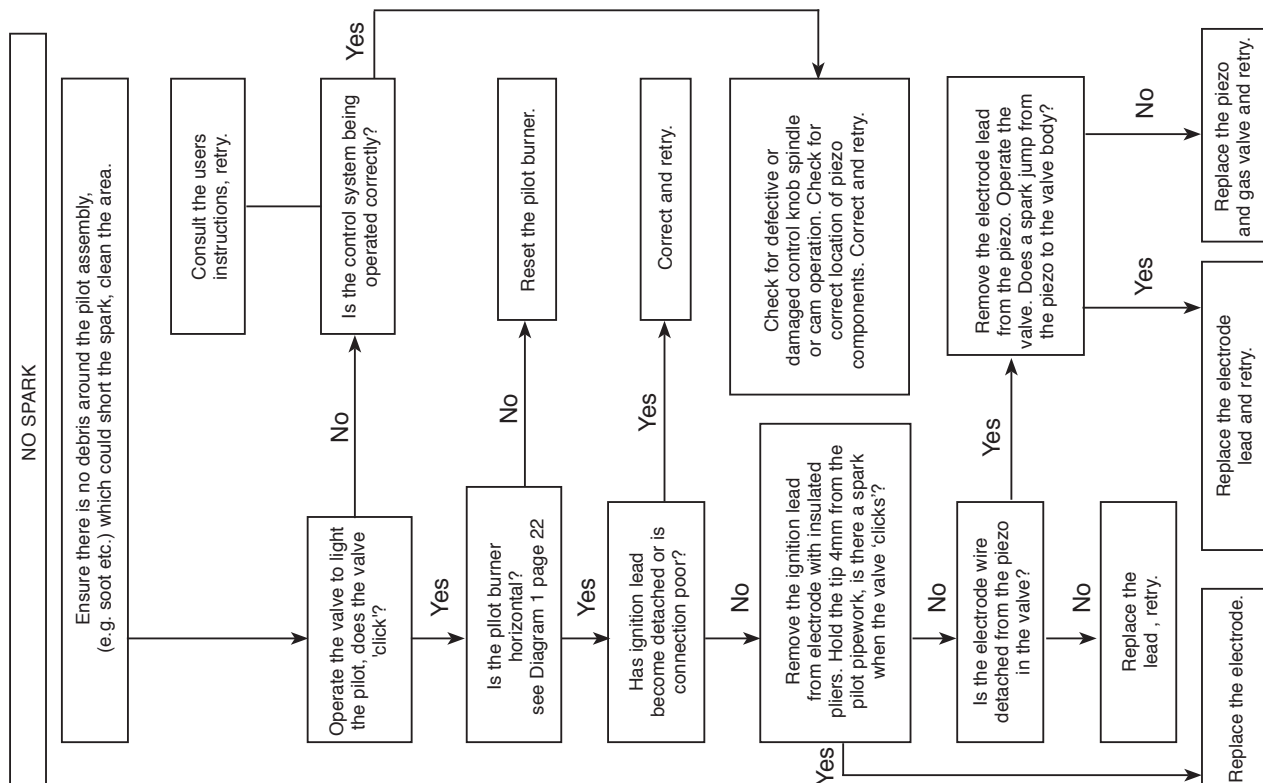 NO SPARK
Ensure there is no debris around the pilot assembly,
(e.g. soot etc.) which could short the spark, clean the area.
Operate the valve to light
the pilot, does the valve
'click'?
No
Is the control system being
operated correctly?
Consult the users
instructions, retry.
Yes
Check for defective or
damaged control knob spindle
or cam operation. Check for
correct location of piezo
components. Correct and retry.
Yes
Is the pilot burner
horizontal?
see Diagram 1 page 22
No
Reset the pilot burner.
Yes
Has ignition lead
become detached or is
connection poor?
Yes
Correct and retry.
No
Remove the ignition lead
from electrode with insulated
pliers. Hold the tip 4mm from the
pilot pipework, is there a spark
when the valve ‘clicks’?
Yes
Replace the electrode.
No
Is the electrode wire
detached from the piezo
in the valve?
No
Replace the
lead , retry.
Yes
Remove the electrode lead
from the piezo. Operate the
valve. Does a spark jump from
the piezo to the valve body?
Yes
Replace the electrode
lead and retry.
No
Replace the piezo
and gas valve and retry.